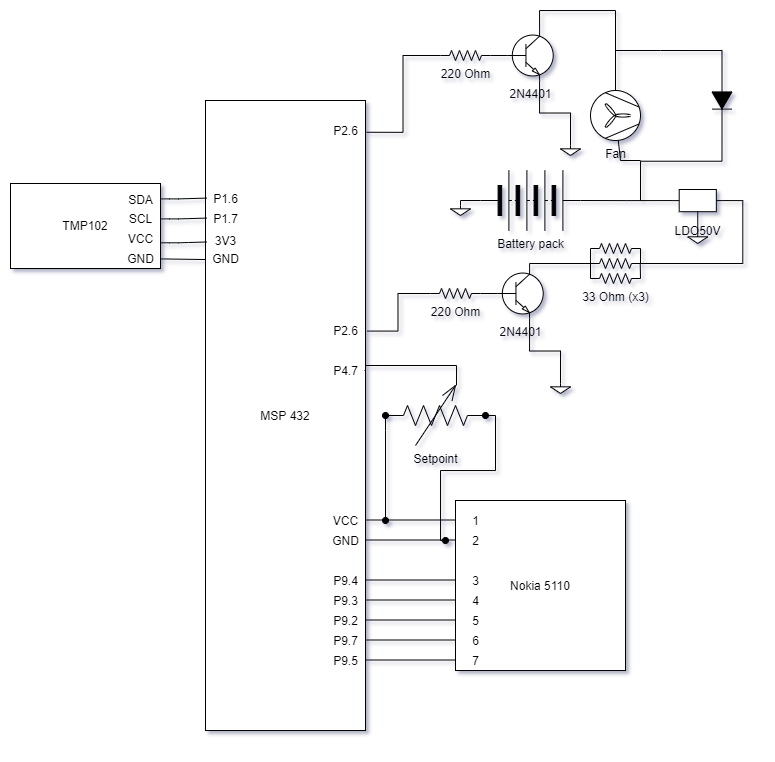 220 Ohm
2N4401
P2.6
Fan
SDA P1.6
SCL P1.7
TMP102
VCC 3V3
GND GND
LDO50V
Battery pack
33 Ohm (x3)
220 Ohm
P2.6
2N4401
P4.7
MSP 432
Setpoint
VCC 1
GND 2
P9.4 3
Nokia 5110
P9.3 4
P9.2 5
P9.7 6
P9.5 7